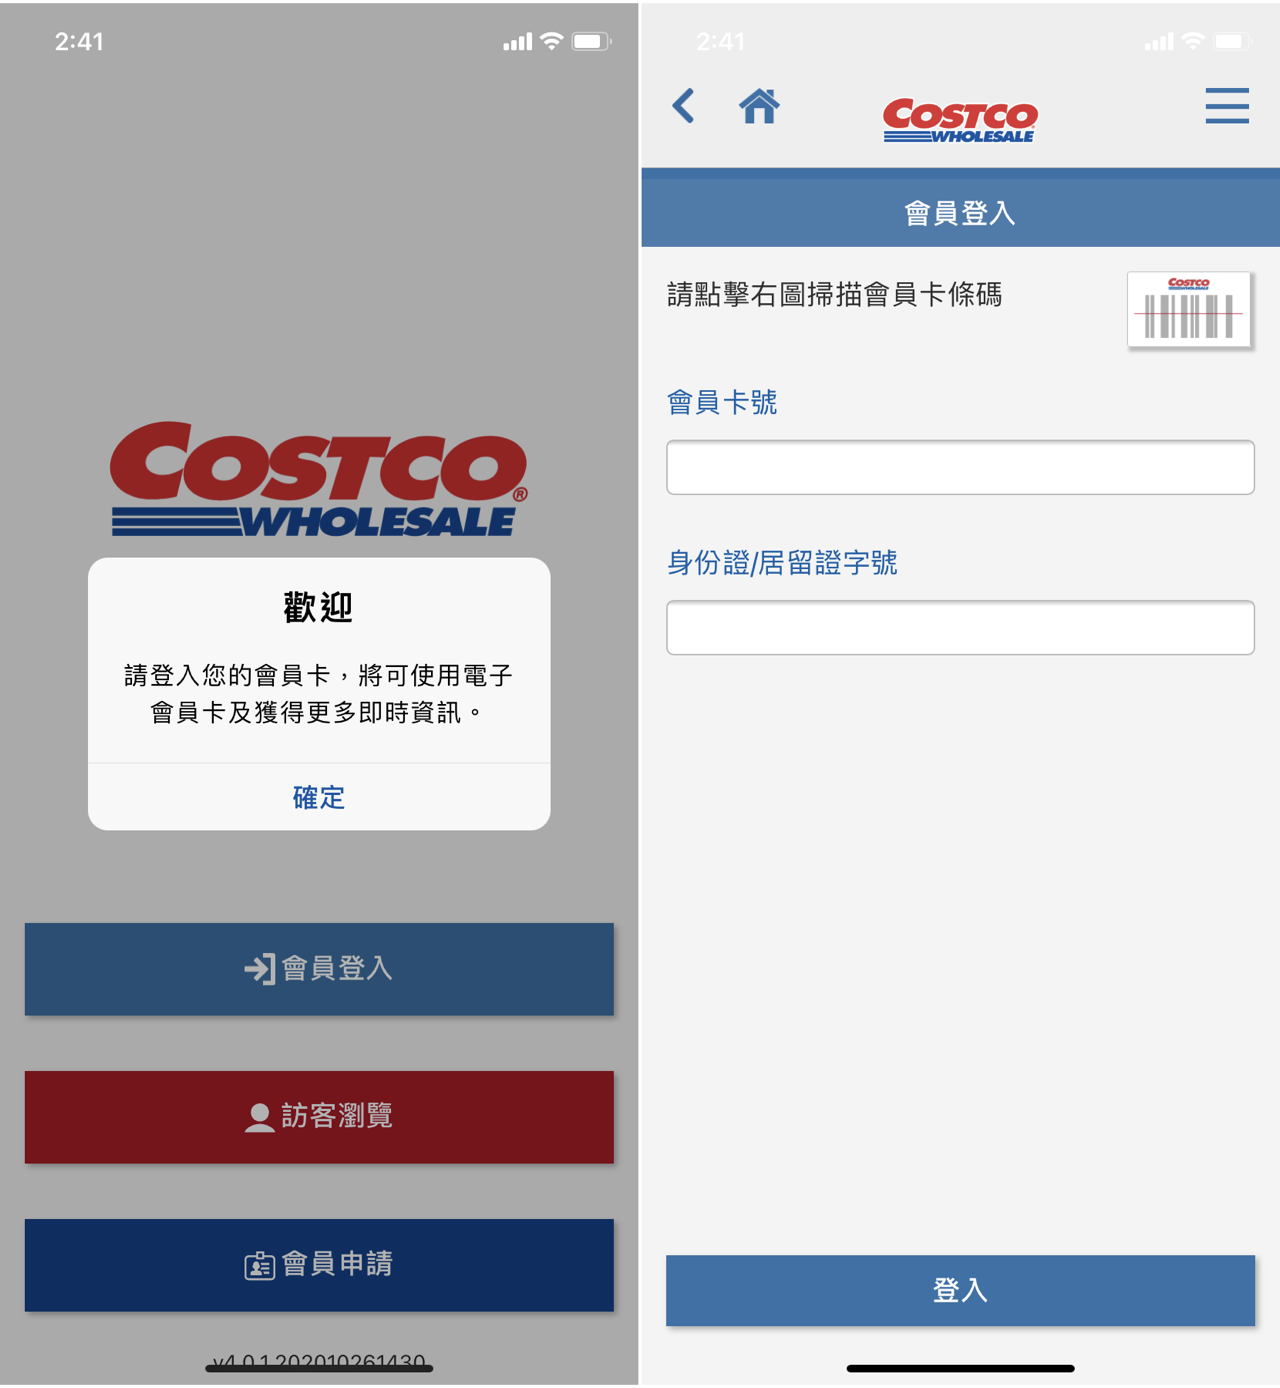 2:41
COSTCO®
WHOLESALE
歡迎
請登入您的會員卡，將可使用電子
會員卡及獲得更多即時資訊。
確定
會員登入
訪客瀏覽
會員申請
v4.0.1.202010261430
2:41
COSTCO
WHOLESALE
會員登入
請點擊右圖掃描會員卡條碼
COSTCO
WHOLESALE
會員卡號
身份證/居留證字號
登入